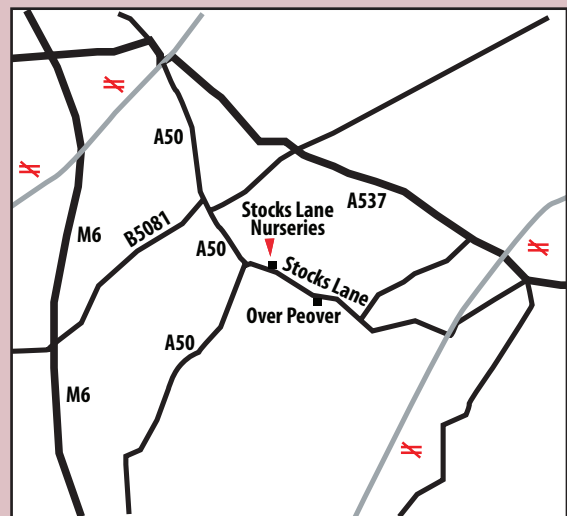 A50
A537
Stocks Lane
Nurseries
M6
B5081
A50
Stocks Lane
Over Peover
A50
M6